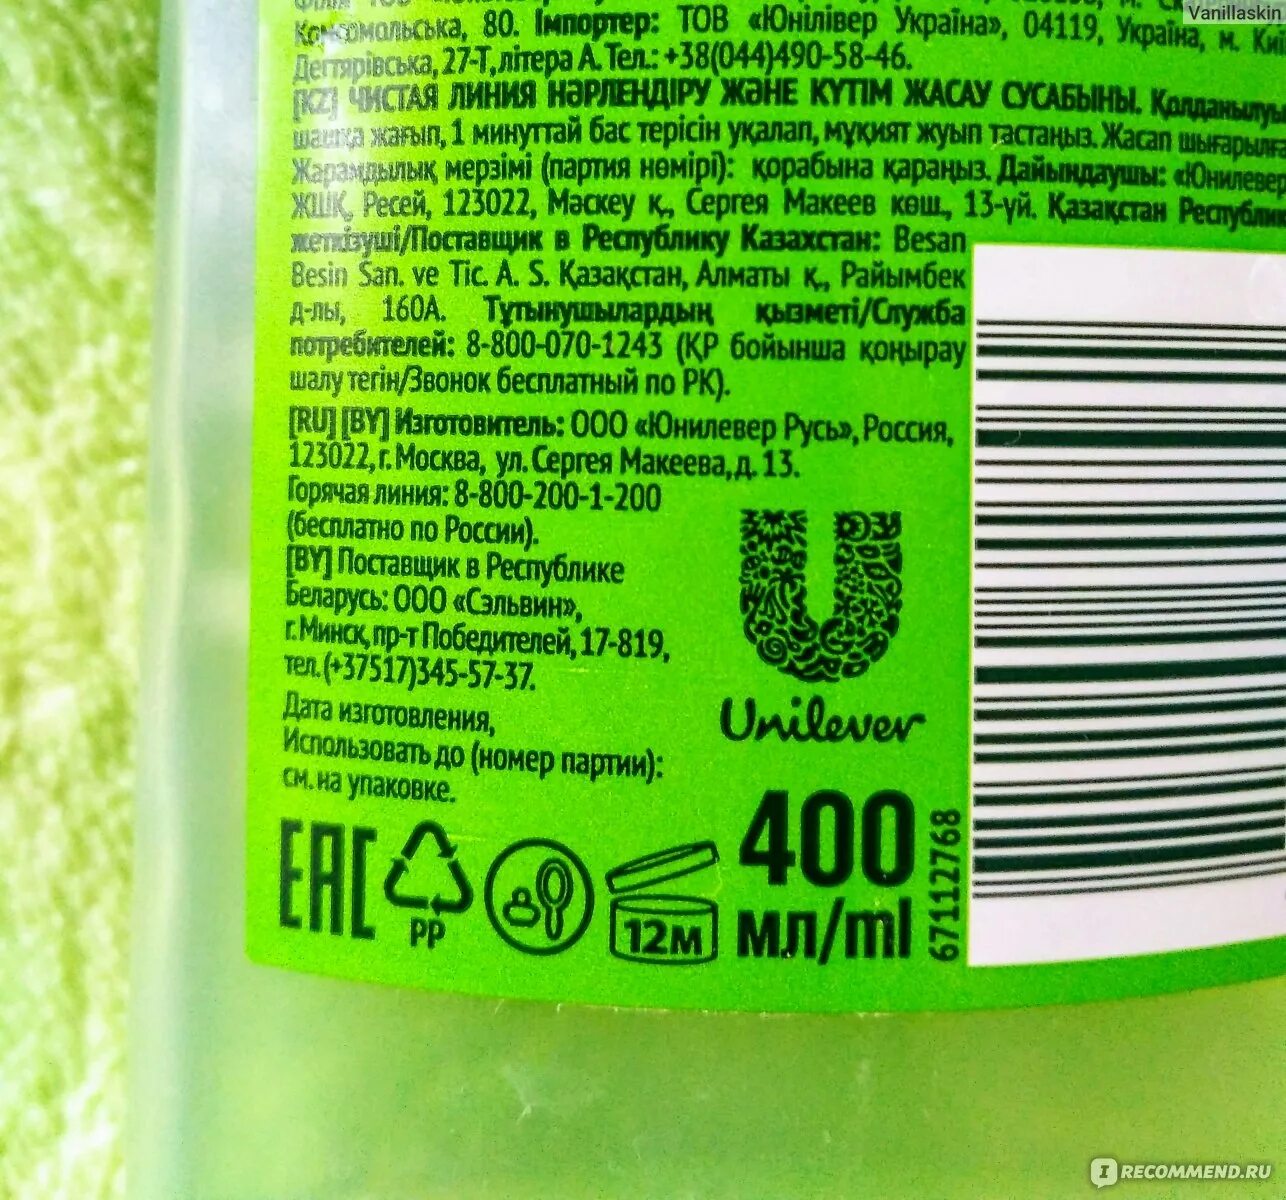 Vanillaskin
Комсомольська, 80. Імпортер: ТОВ «Юнілівер Україна», 04119, Україна, м. Киї
Дегтярівська, 27-Т, літера А. Тел.: +38(044)490-58-46.
[KZ] ЧИСТАЯ ЛИНИЯ НӘРЛЕНДІРУ ЖӘНЕ КҮТІМ ЖАСАУ СУСАБЫНЫ. Қолданылуы
шашқа жағып, 1 минуттай бас терісін уқалап, мұқият жуып тастаңыз. Жасап шығарылға
Жарамдылық мерзімі (партия нөмірі): қорабына қараңыз. Дайындаушы: «Юнилевер
ЖШҚ, Ресей, 123022, Мәскеу қ., Сергея Макеев көш., 13-үй. Қазақстан Республи
жеткізуші/Поставщик в Республику Казахстан: Besan
Besin San. ve Tic. A. S. Қазақстан, Алматы қ., Райымбек
д-лы, 160А. Тұтынушылардың қызметі/Служба
потребителей: 8-800-070-1243 (ҚР бойынша қоңырау
шалу тегін/Звонок бесплатный по РК).
[RU] [BY] Изготовитель: ООО «Юнилевер Русь», Россия,
123022, г. Москва, ул. Сергея Макеева, д. 13.
Горячая линия: 8-800-200-1-200
(бесплатно по России).
[BY] Поставщик в Республике
Беларусь: ООО «Сэльвин»,
г. Минск, пр-т Победителей, 17-819,
тел. (+37517)345-57-37.
Дата изготовления,
Использовать до (номер партии):
см. на упаковке.
Unilever
EAC
PP
12м
400
мл/ml
67112768
RECOMMEND.RU